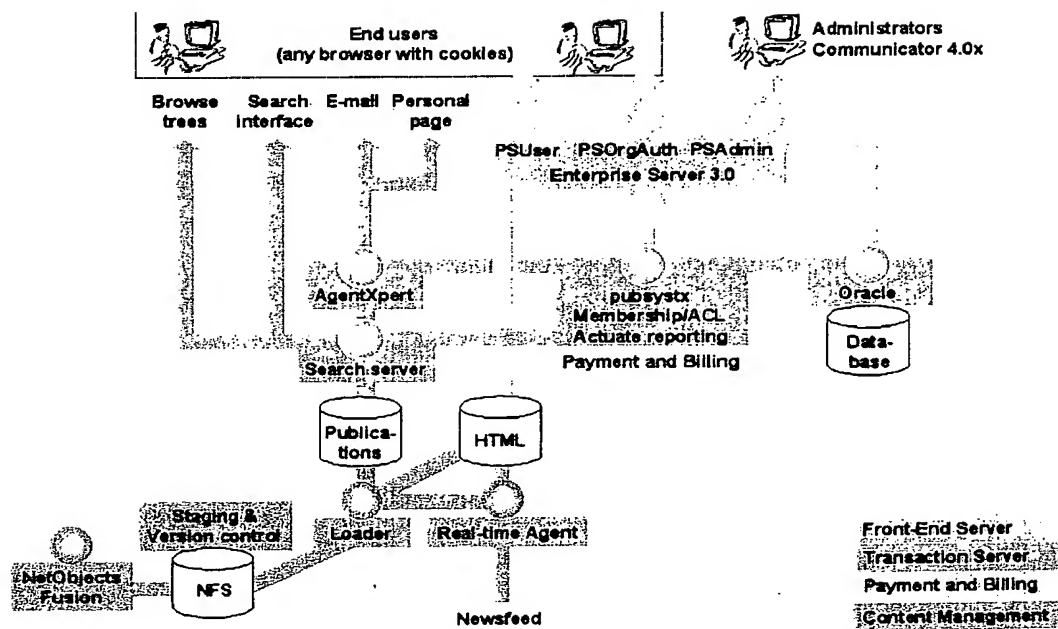 End users
(any browser with cookies)
Administrators
Communicator 4.0x
Browse
trees
Search
interface
E-mail
Personal
page
PSUser PSOrgAuth PSAdmin
Enterprise Server 3.0
AgentXpert
pubsystx
Membership/ACL
Actuate reporting
Payment and Billing
Oracle
Data-
base
Search server
Publica-
tions
HTML
Staging &
Version control
Loader
Real-time Agent
NetObjects
Fusion
NFS
Newsfeed
Front-End Server
Transaction Server
Payment and Billing
Content Management